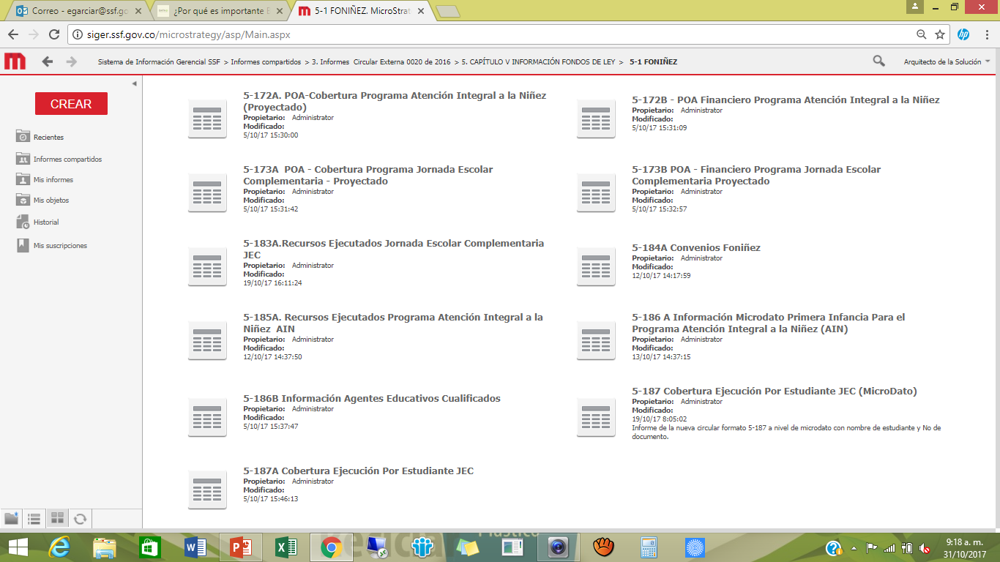 Correo - egarciar@ssf.go
¿Por qué es importante E
5-1 FONIÑEZ. MicroStrat
siger.ssf.gov.co/microstrategy/asp/Main.aspx
Sistema de Información Gerencial SSF > Informes compartidos > 3. Informes Circular Externa 0020 de 2016 > 5. CAPÍTULO V INFORMACIÓN FONDOS DE LEY > 5-1 FONIÑEZ
Arquitecto de la Solución
CREAR
Recientes
Informes compartidos
Mis informes
Mis objetos
Historial
Mis suscripciones
5-172A. POA-Cobertura Programa Atención Integral a la Niñez
(Proyectado)
Propietario: Administrator
Modificado:
5/10/17 15:30:00
5-172B - POA Financiero Programa Atención Integral a la Niñez
Propietario: Administrator
Modificado:
5/10/17 15:31:09
5-173A POA - Cobertura Programa Jornada Escolar
Complementaria - Proyectado
Propietario: Administrator
Modificado:
5/10/17 15:31:42
5-173B POA - Financiero Programa Jornada Escolar
Complementaria Proyectado
Propietario: Administrator
Modificado:
5/10/17 15:32:57
5-183A.Recursos Ejecutados Jornada Escolar Complementaria
JEC
Propietario: Administrator
Modificado:
19/10/17 16:11:24
5-184A Convenios Foniñez
Propietario: Administrator
Modificado:
12/10/17 14:17:59
5-185A. Recursos Ejecutados Programa Atención Integral a la
Niñez AIN
Propietario: Administrator
Modificado:
12/10/17 14:37:50
5-186 A Información Microdato Primera Infancia Para el
Programa Atención Integral a la Niñez (AIN)
Propietario: Administrator
Modificado:
13/10/17 14:37:15
5-186B Información Agentes Educativos Cualificados
Propietario: Administrator
Modificado:
5/10/17 15:37:47
5-187 Cobertura Ejecución Por Estudiante JEC (MicroDato)
Propietario: Administrator
Modificado:
19/10/17 8:05:02
Informe de la nueva circular formato 5-187 a nivel de microdato con nombre de estudiante y No de
documento.
5-187A Cobertura Ejecución Por Estudiante JEC
Propietario: Administrator
Modificado:
5/10/17 15:46:13
9:18 a. m.
31/10/2017